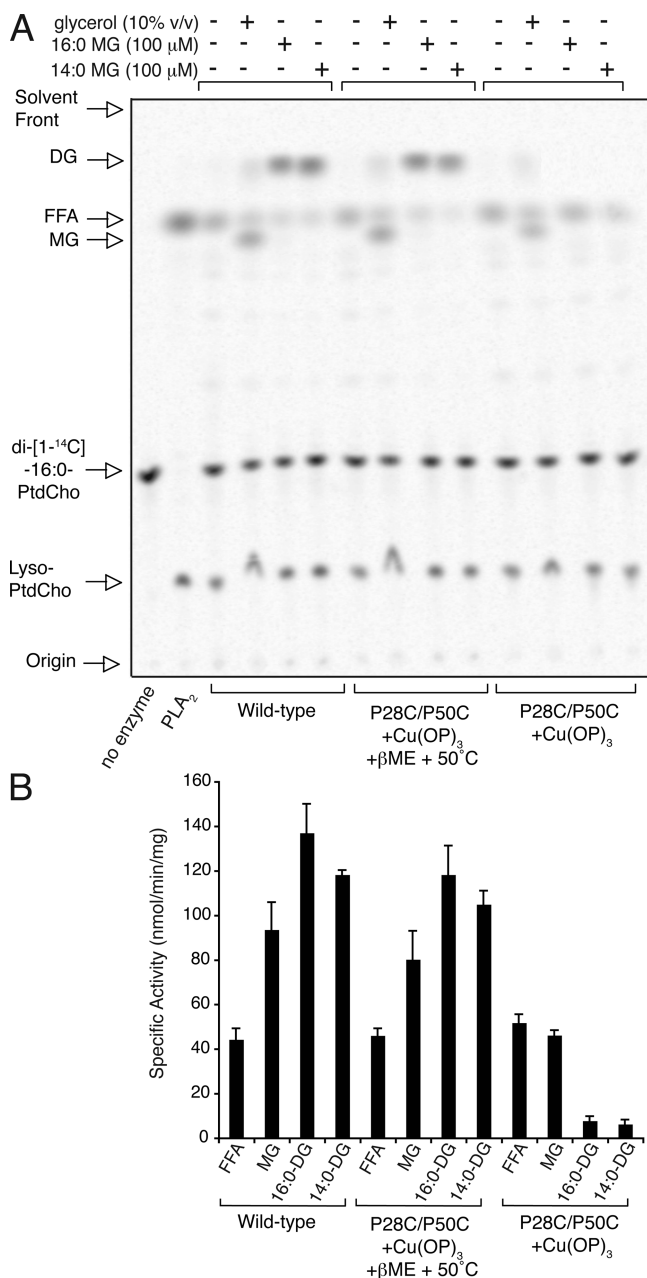 A
glycerol (10% v/v) - + - - - + - - - + - -
16:0 MG (100 μM) - - + - - - + - - - + -
14:0 MG (100 μM) - - - + - - - + - - - +
Solvent
Front
DG
FFA
MG
di-[1-¹⁴C]
-16:0-
PtdCho
Lyso-
PtdCho
Origin
no enzyme
PLA₂
Wild-type
P28C/P50C
+Cu(OP)₃
+βME + 50˚C
P28C/P50C
+Cu(OP)₃
B
Specific Activity (nmol/min/mg)
160
140
120
100
80
60
40
20
0
FFA MG 16:0-DG 14:0-DG FFA MG 16:0-DG 14:0-DG FFA MG 16:0-DG 14:0-DG
Wild-type
P28C/P50C
+Cu(OP)₃
+βME + 50˚C
P28C/P50C
+Cu(OP)₃